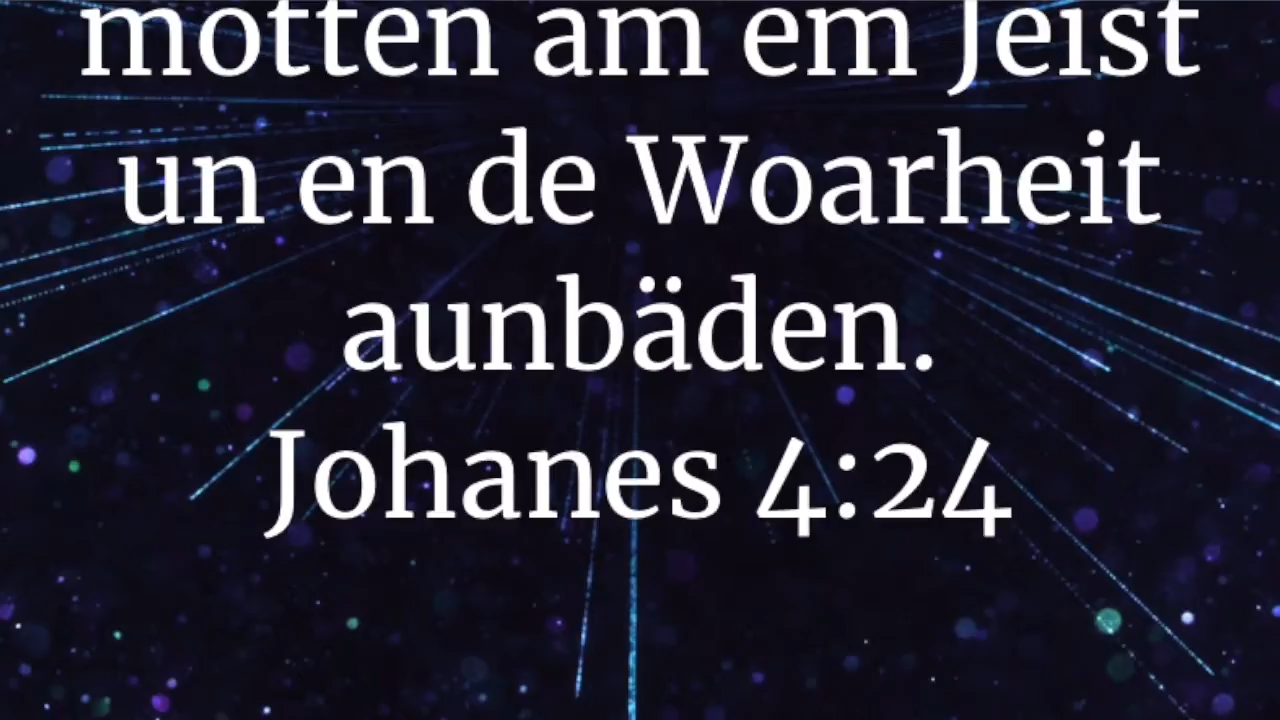 motten am em Jeist
un en de Woarheit
aunbäden.
Johanes 4:24